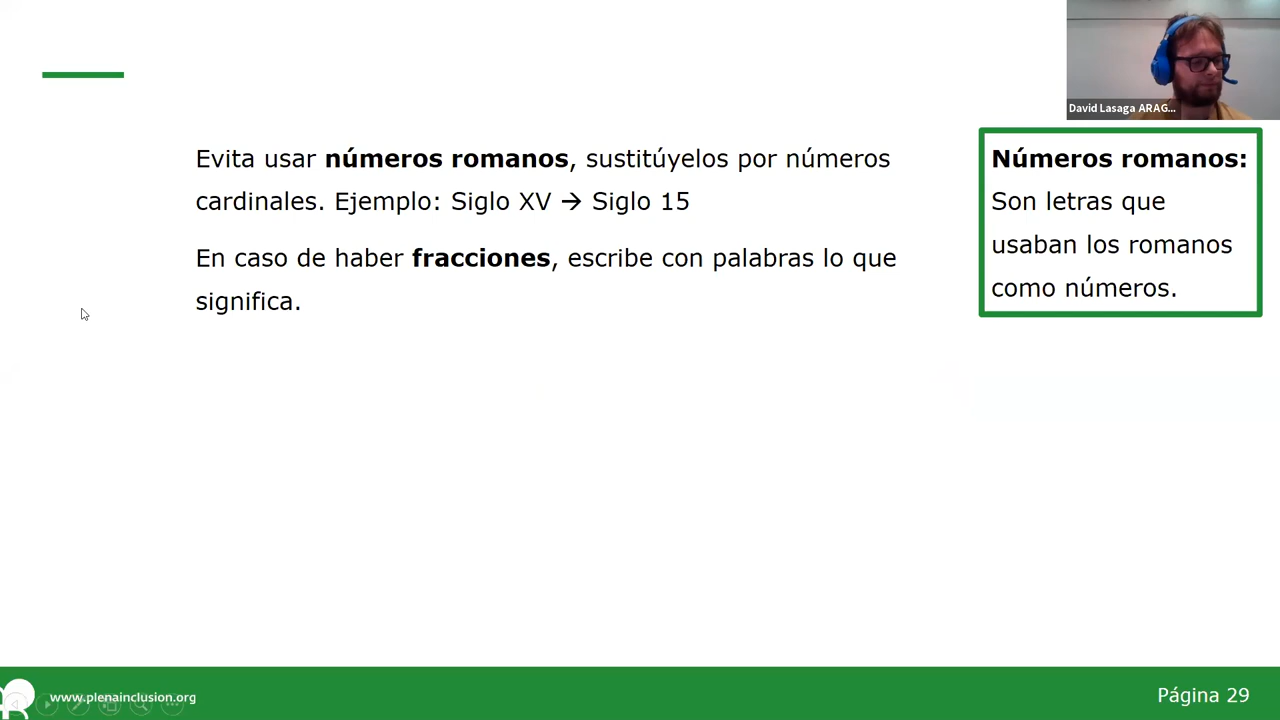 David Lasaga ARAG...
Evita usar números romanos, sustitúyelos por números
cardinales. Ejemplo: Siglo XV → Siglo 15
En caso de haber fracciones, escribe con palabras lo que
significa.
Números romanos:
Son letras que
usaban los romanos
como números.
www.plenainclusion.org
Página 29